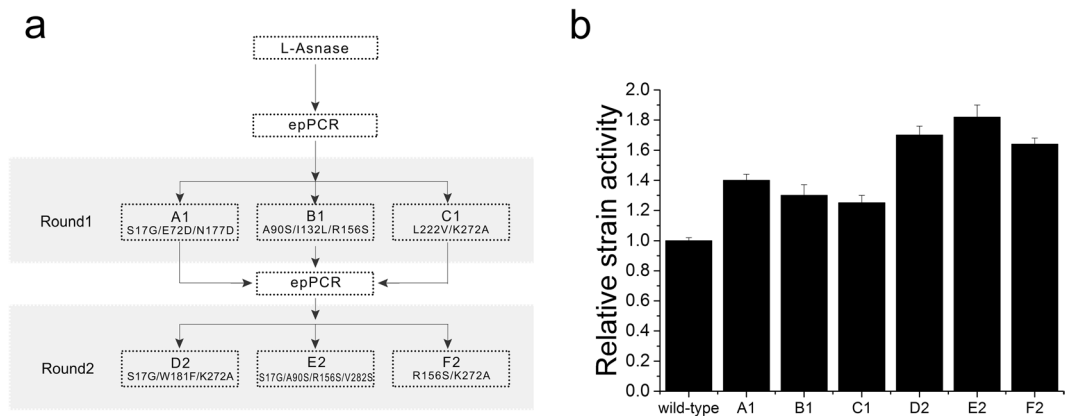 a
L-Asnase
epPCR
Round1
A1
S17G/E72D/N177D
B1
A90S/I132L/R156S
C1
L222V/K272A
epPCR
Round2
D2
S17G/W181F/K272A
E2
S17G/A90S/R156S/V282S
F2
R156S/K272A
b
Relative strain activity
2.0
1.8
1.6
1.4
1.2
1.0
0.8
0.6
0.4
0.2
0.0
wild-type A1 B1 C1 D2 E2 F2